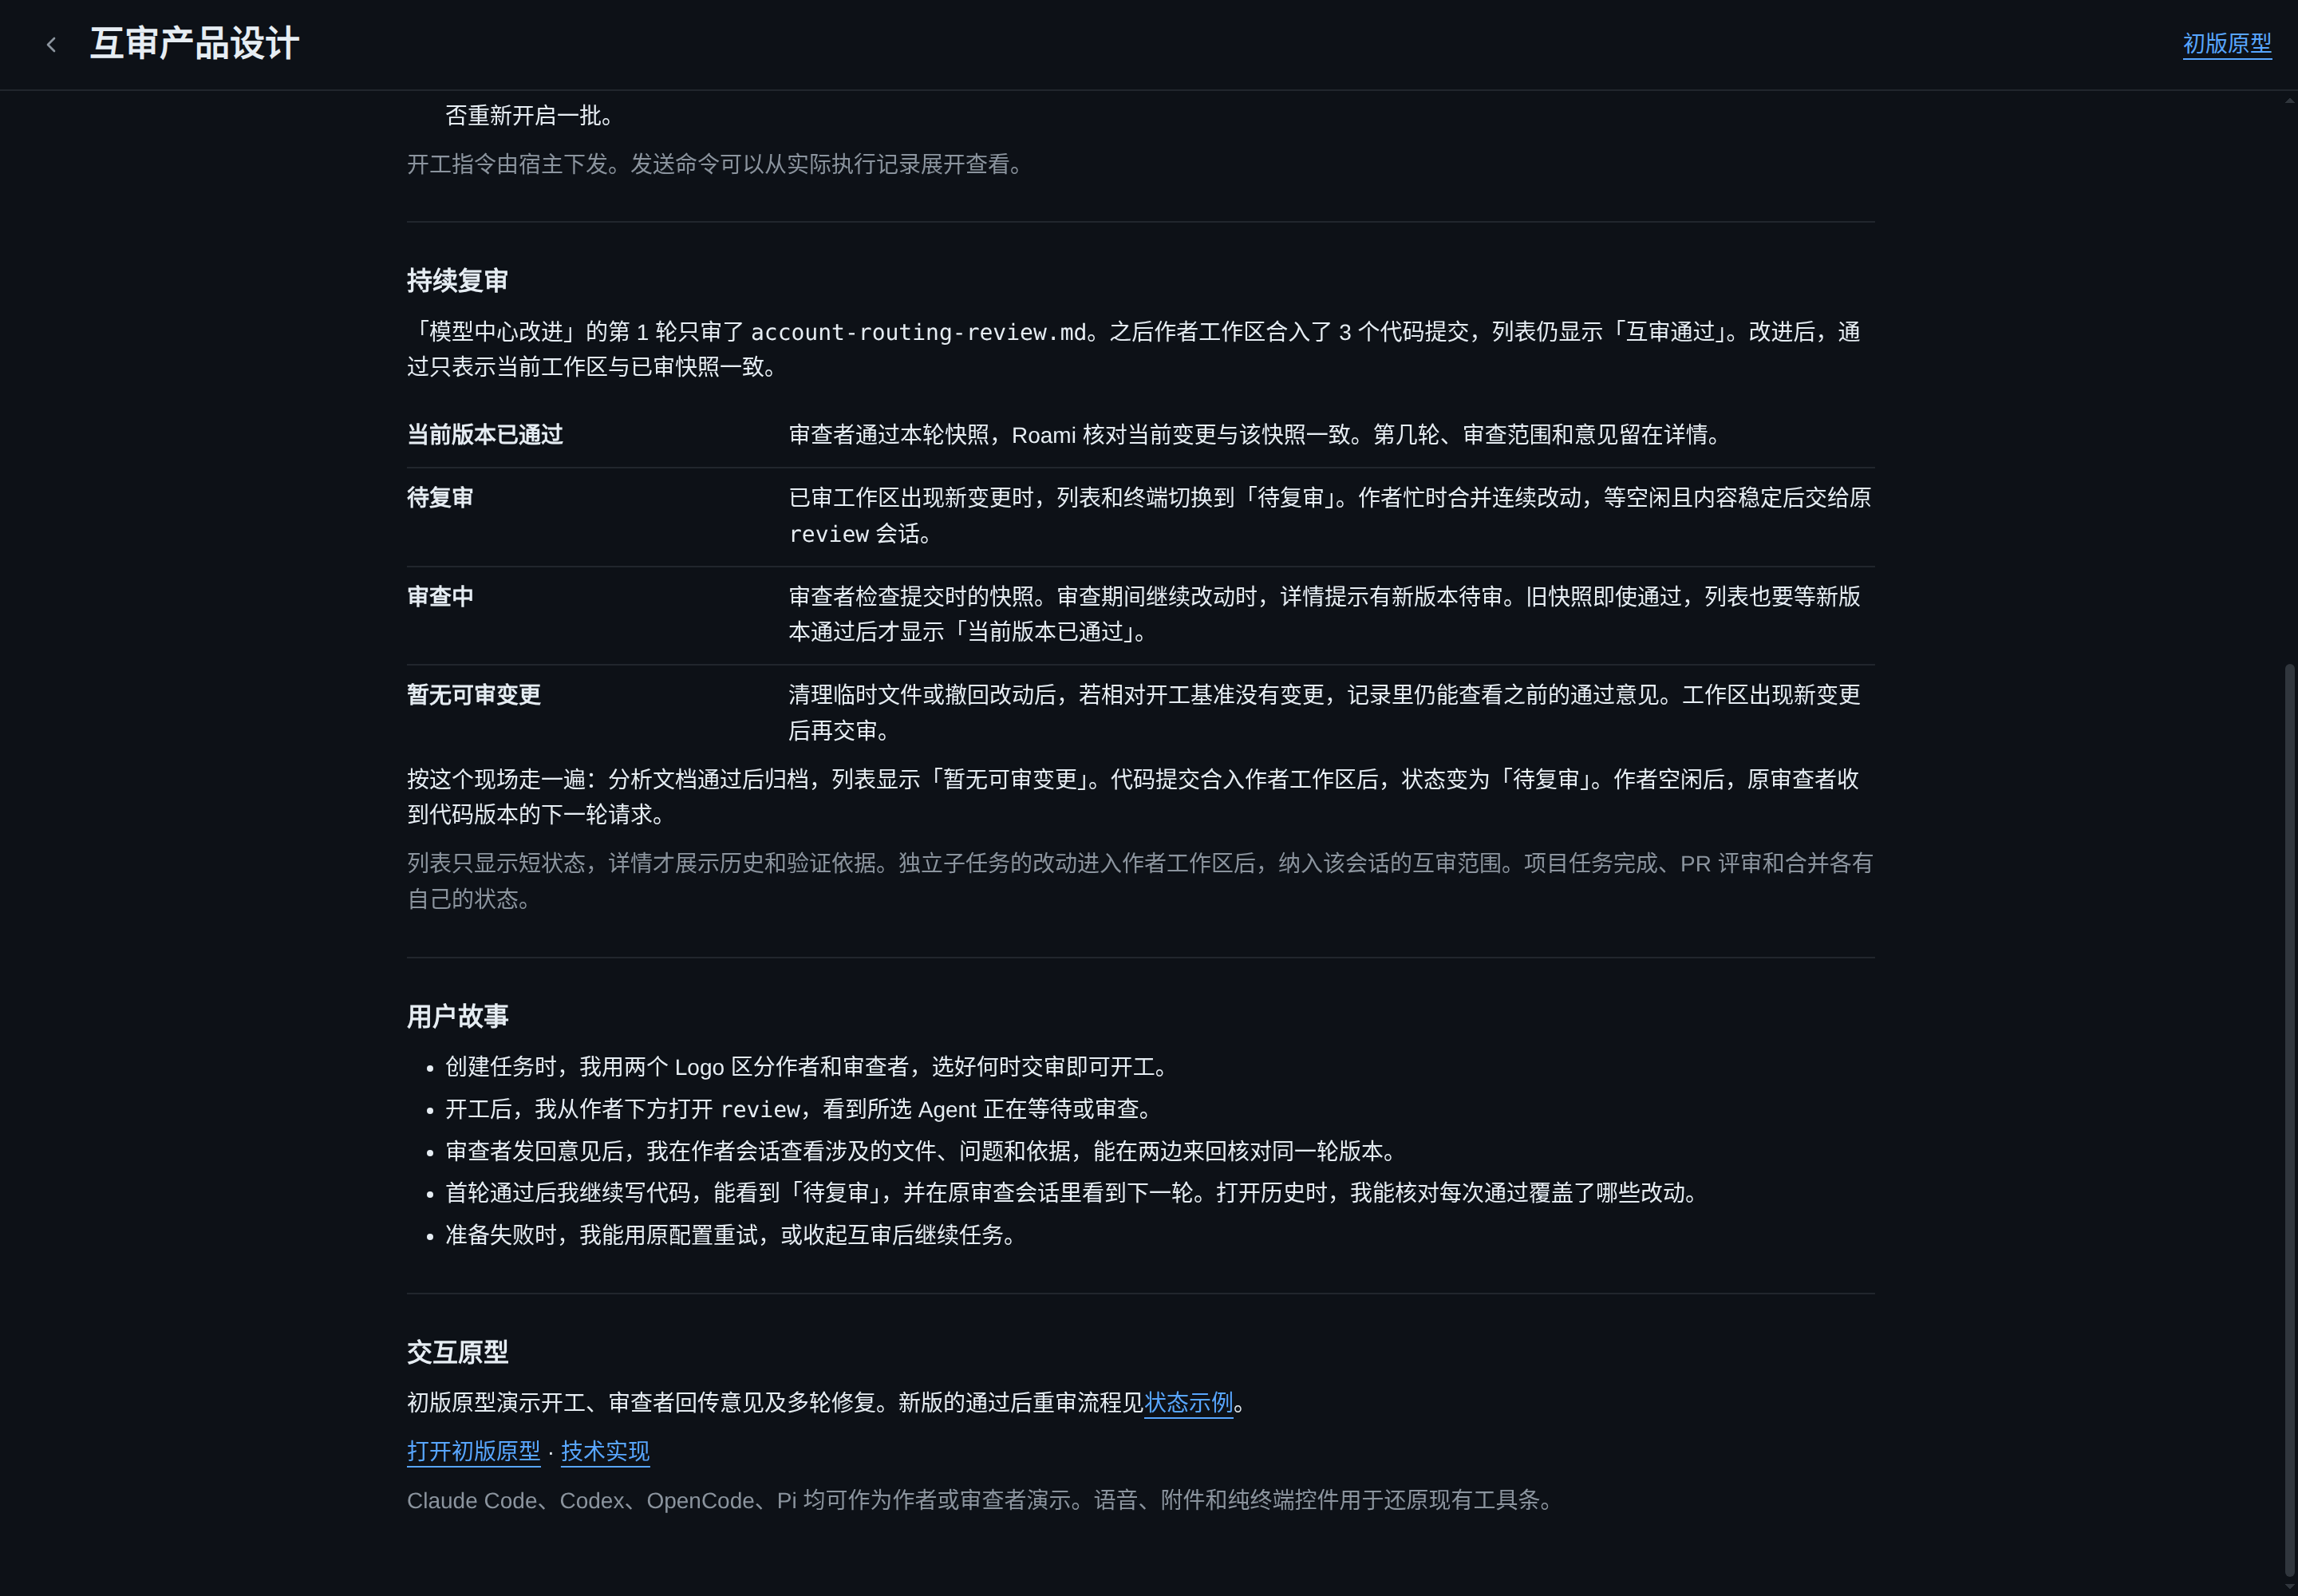 互审产品设计
初版原型
否重新开启一批。
开工指令由宿主下发。发送命令可以从实际执行记录展开查看。
持续复审
「模型中心改进」的第 1 轮只审了 account-routing-review.md。之后作者工作区合入了 3 个代码提交，列表仍显示「互审通过」。改进后，通
过只表示当前工作区与已审快照一致。
当前版本已通过
审查者通过本轮快照，Roami 核对当前变更与该快照一致。第几轮、审查范围和意见留在详情。
待复审
已审工作区出现新变更时，列表和终端切换到「待复审」。作者忙时合并连续改动，等空闲且内容稳定后交给原
review 会话。
审查中
审查者检查提交时的快照。审查期间继续改动时，详情提示有新版本待审。旧快照即使通过，列表也要等新版
本通过后才显示「当前版本已通过」。
暂无可审变更
清理临时文件或撤回改动后，若相对开工基准没有变更，记录里仍能查看之前的通过意见。工作区出现新变更
后再交审。
按这个现场走一遍：分析文档通过后归档，列表显示「暂无可审变更」。代码提交合入作者工作区后，状态变为「待复审」。作者空闲后，原审查者收
到代码版本的下一轮请求。
列表只显示短状态，详情才展示历史和验证依据。独立子任务的改动进入作者工作区后，纳入该会话的互审范围。项目任务完成、PR 评审和合并各有
自己的状态。
用户故事
• 创建任务时，我用两个 Logo 区分作者和审查者，选好何时交审即可开工。
• 开工后，我从作者下方打开 review，看到所选 Agent 正在等待或审查。
• 审查者发回意见后，我在作者会话查看涉及的文件、问题和依据，能在两边来回核对同一轮版本。
• 首轮通过后我继续写代码，能看到「待复审」，并在原审查会话里看到下一轮。打开历史时，我能核对每次通过覆盖了哪些改动。
• 准备失败时，我能用原配置重试，或收起互审后继续任务。
交互原型
初版原型演示开工、审查者回传意见及多轮修复。新版的通过后重审流程见状态示例。
打开初版原型 · 技术实现
Claude Code、Codex、OpenCode、Pi 均可作为作者或审查者演示。语音、附件和纯终端控件用于还原现有工具条。